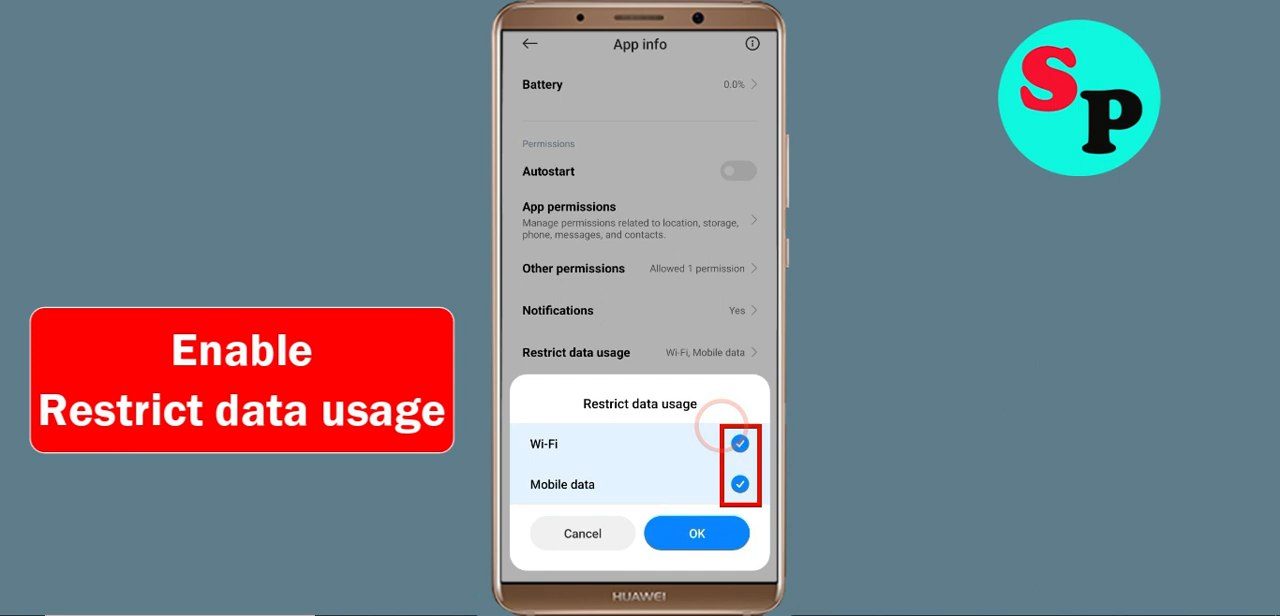 App info
Battery
0.0%
Permissions
Autostart
App permissions
Manage permissions related to location, storage,
phone, messages, and contacts.
Other permissions
Allowed 1 permission
Notifications
Yes
Restrict data usage
Wi-Fi, Mobile data
Restrict data usage
Wi-Fi
Mobile data
Cancel
OK
HUAWEI
Enable
Restrict data usage
SP